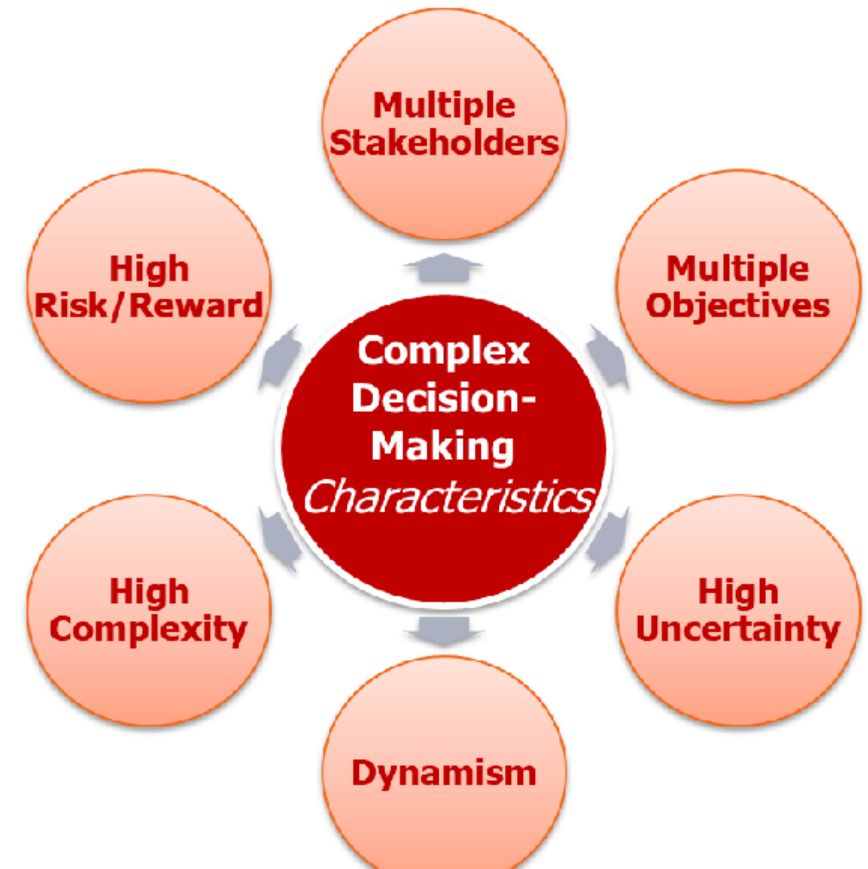 Multiple
Stakeholders
Multiple
Objectives
High
Uncertainty
Dynamism
High
Complexity
High
Risk/Reward
Complex
Decision-
Making
Characteristics